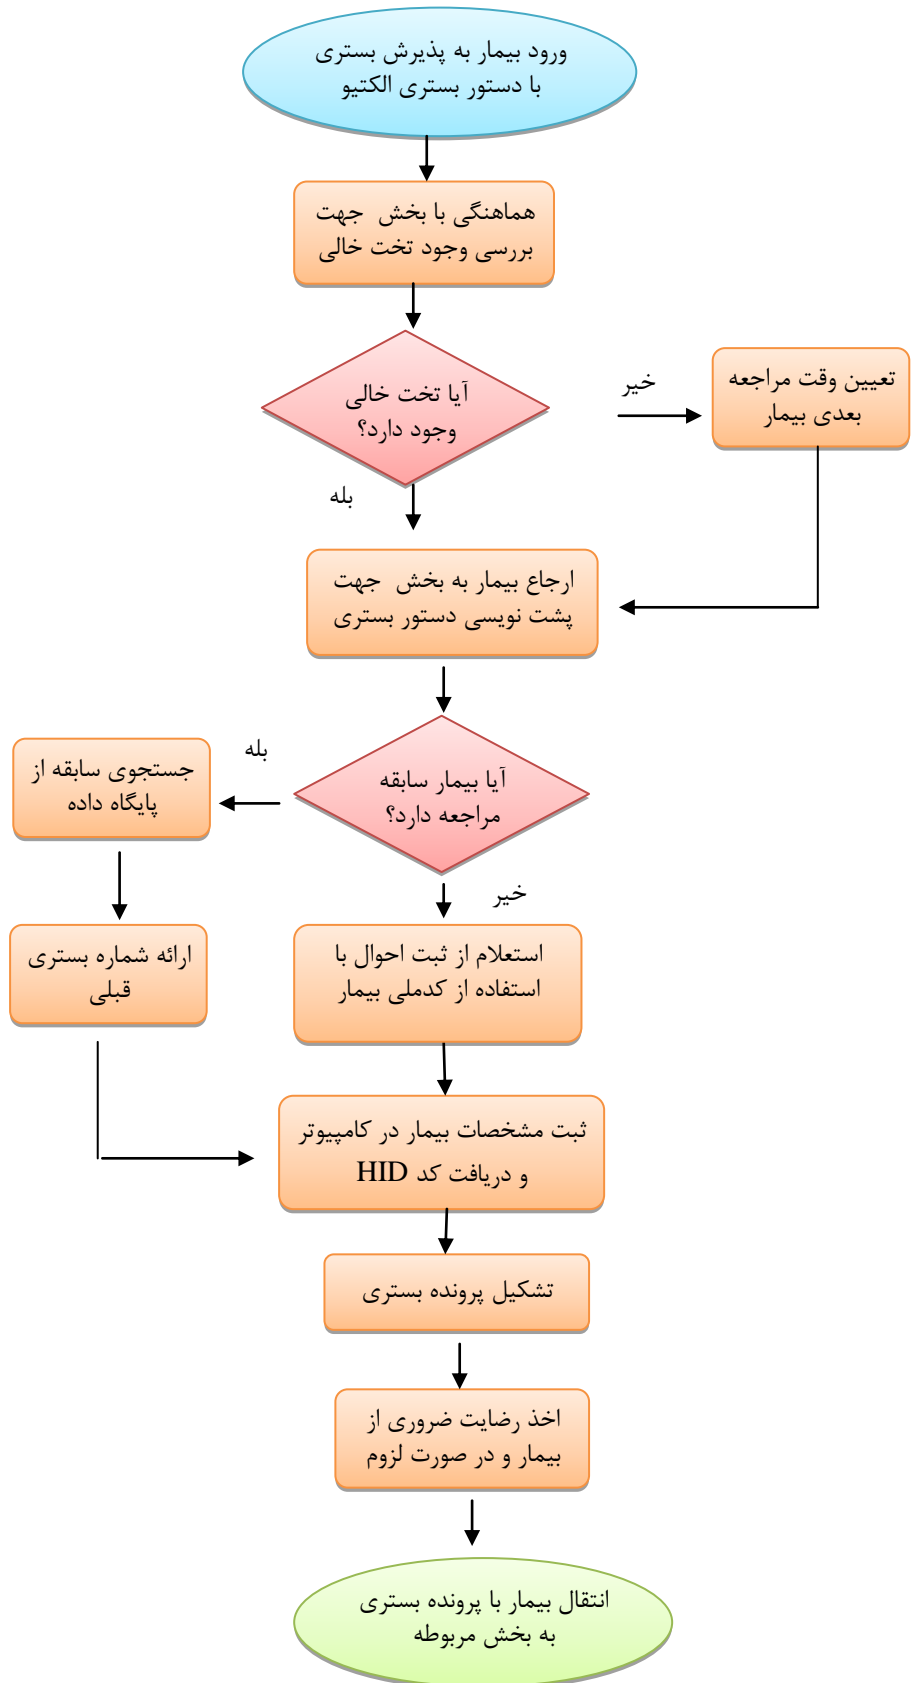 ورود بیمار به پذیرش بستری
با دستور بستری الکتیو
هماهنگی با بخش جهت
بررسی وجود تخت خالی
آیا تخت خالی
وجود دارد؟
خیر
تعیین وقت مراجعه
بعدی بیمار
بله
ارجاع بیمار به بخش جهت
پشت نویسی دستور بستری
آیا بیمار سابقه
مراجعه دارد؟
بله
جستجوی سابقه از
پایگاه داده
ارائه شماره بستری
قبلی
خیر
استعلام از ثبت احوال با
استفاده از کدملی بیمار
ثبت مشخصات بیمار در کامپیوتر
و دریافت کد HID
تشکیل پرونده بستری
اخذ رضایت ضروری از
بیمار و در صورت لزوم
انتقال بیمار با پرونده بستری
به بخش مربوطه